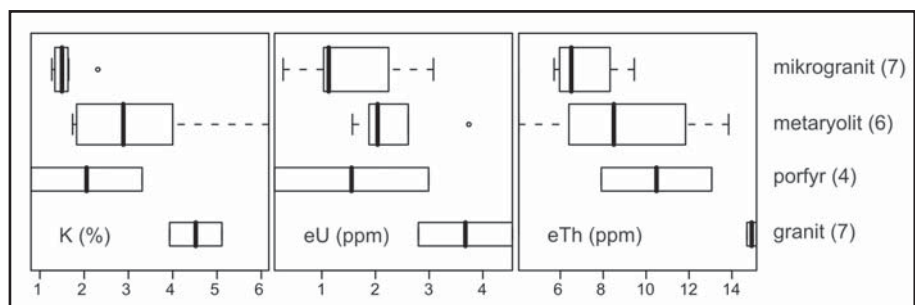 mikrogranit (7)
metaryolit (6)
porfyr (4)
granit (7)
K (%)
eU (ppm)
eTh (ppm)
1 2 3 4 5 6
1 2 3 4
6 8 10 12 14